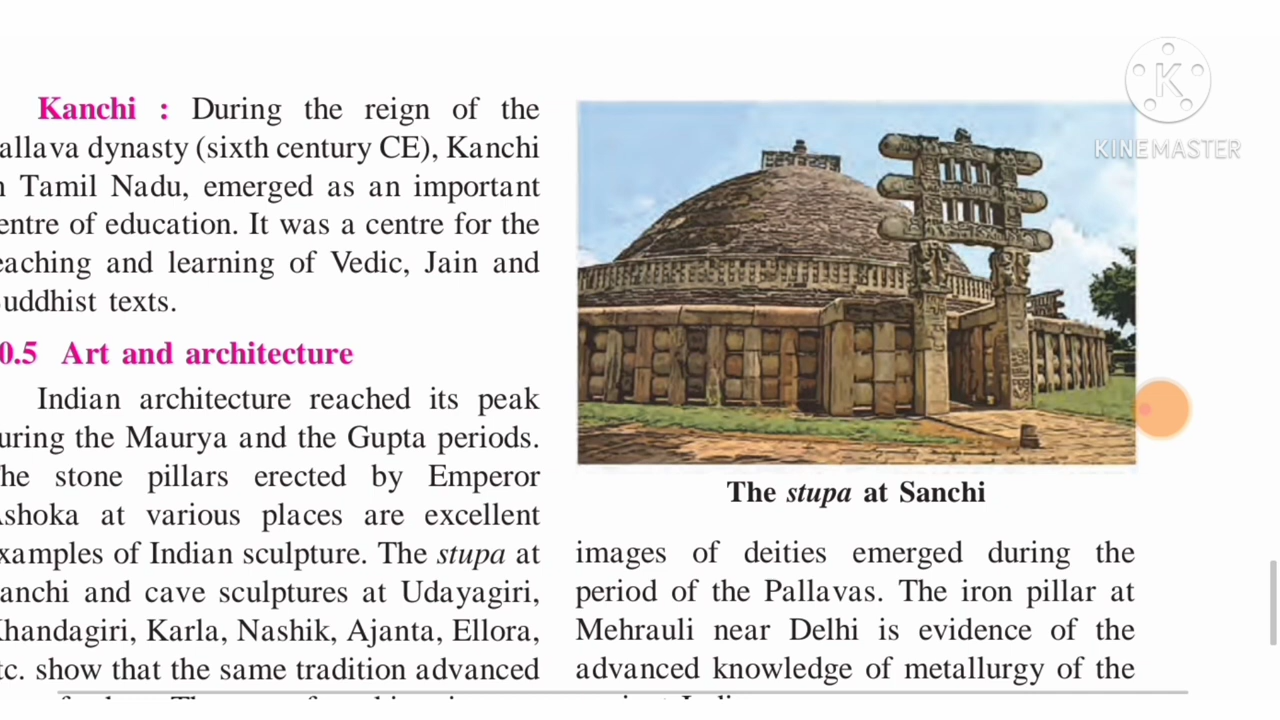 Kanchi : During the reign of the
allava dynasty (sixth century CE), Kanchi
n Tamil Nadu, emerged as an important
entre of education. It was a centre for the
eaching and learning of Vedic, Jain and
uddhist texts.
0.5 Art and architecture
Indian architecture reached its peak
uring the Maurya and the Gupta periods.
he stone pillars erected by Emperor
shoka at various places are excellent
xamples of Indian sculpture. The stupa at
anchi and cave sculptures at Udayagiri,
handagiri, Karla, Nashik, Ajanta, Ellora,
tc. show that the same tradition advanced
K
KINEMASTER
The stupa at Sanchi
images of deities emerged during the
period of the Pallavas. The iron pillar at
Mehrauli near Delhi is evidence of the
advanced knowledge of metallurgy of the